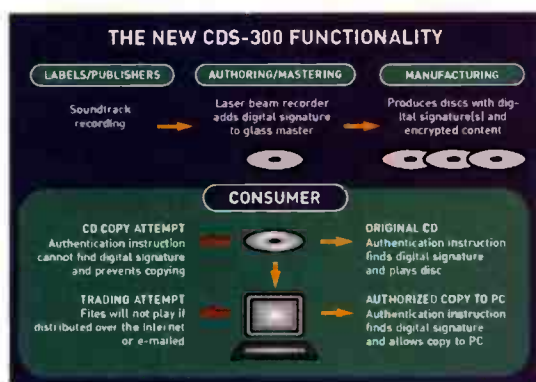 THE NEW CDS-300 FUNCTIONALITY
LABELS/PUBLISHERS
Soundtrack
recording
AUTHORING/MASTERING
Laser beam recorder
adds digital signature
to glass master
MANUFACTURING
Produces discs with dig-
ital signature(s) and
encrypted content
CONSUMER
CD COPY ATTEMPT
Authentication instruction
cannot find digital signature
and prevents copying
ORIGINAL CD
Authentication instruction
finds digital signature
and plays disc
TRADING ATTEMPT
Files will not play if
distributed over the Internet
or e-mailed
AUTHORIZED COPY TO PC
Authentication instruction
finds digital signature
and allows copy to PC